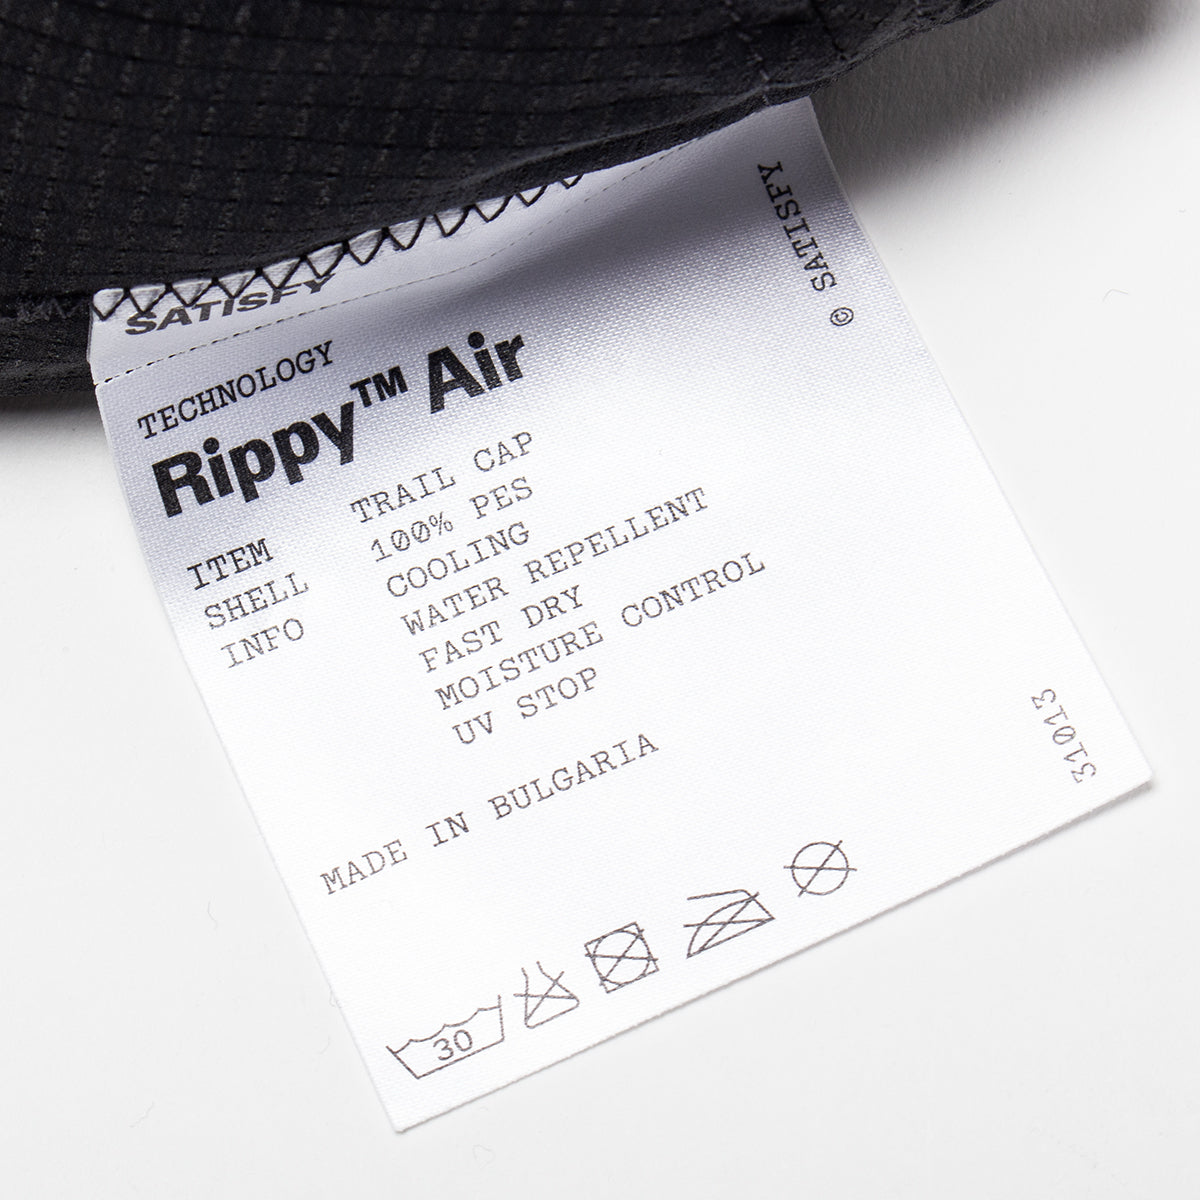 SATISFY
TECHNOLOGY
Rippy™ Air
ITEM TRAIL CAP
SHELL 100% PES
INFO COOLING
WATER REPELLENT
FAST DRY
MOISTURE CONTROL
UV STOP
MADE IN BULGARIA
30
© SATISFY
31013